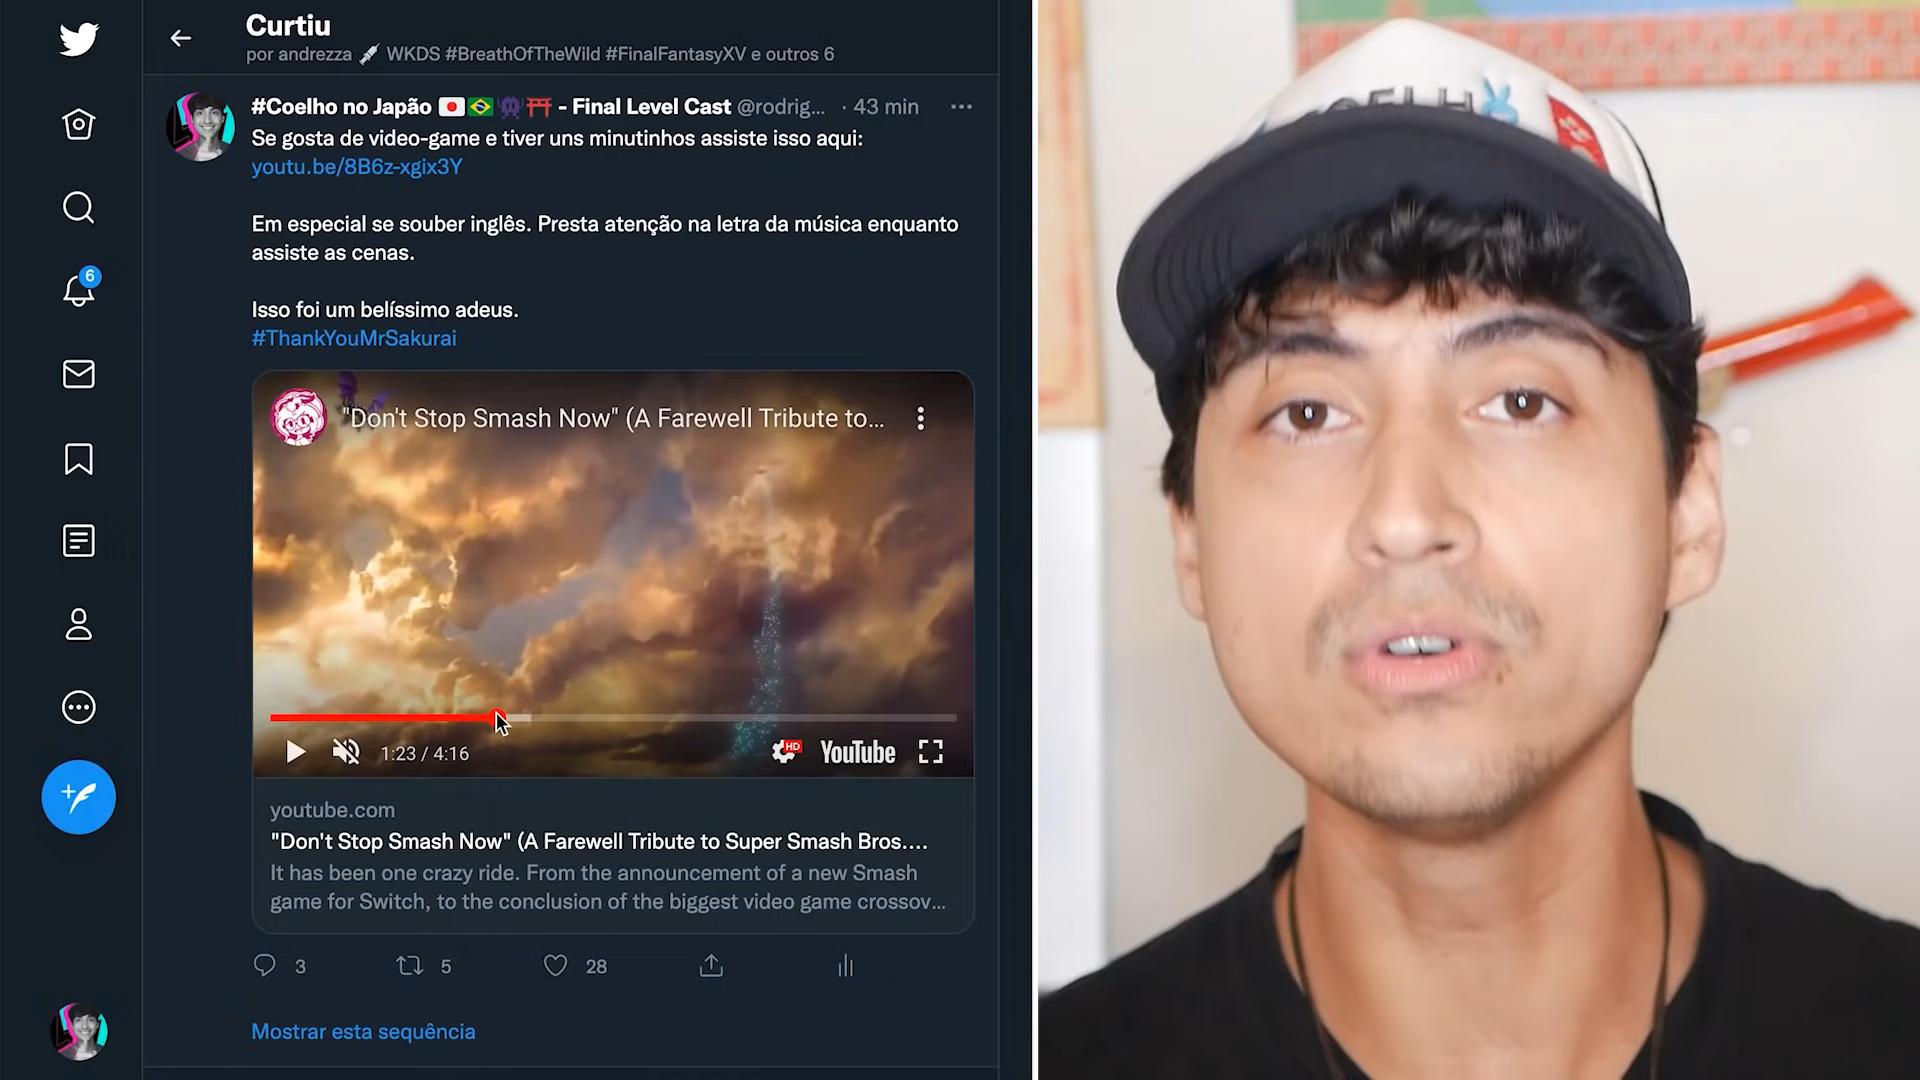 Curtiu
por andrezza WKDS #BreathOfTheWild #FinalFantasyXV e outros 6
#Coelho no Japão - Final Level Cast @rodrig... · 43 min
Se gosta de video-game e tiver uns minutinhos assiste isso aqui:
youtu.be/8B6z-xgix3Y
6
Em especial se souber inglês. Presta atenção na letra da música enquanto
assiste as cenas.
Isso foi um belíssimo adeus.
#ThankYouMrSakurai
"Don't Stop Smash Now" (A Farewell Tribute to...
1:23 / 4:16
HD
YouTube
youtube.com
"Don't Stop Smash Now" (A Farewell Tribute to Super Smash Bros....
It has been one crazy ride. From the announcement of a new Smash
game for Switch, to the conclusion of the biggest video game crossov...
3 5 28
Mostrar esta sequência